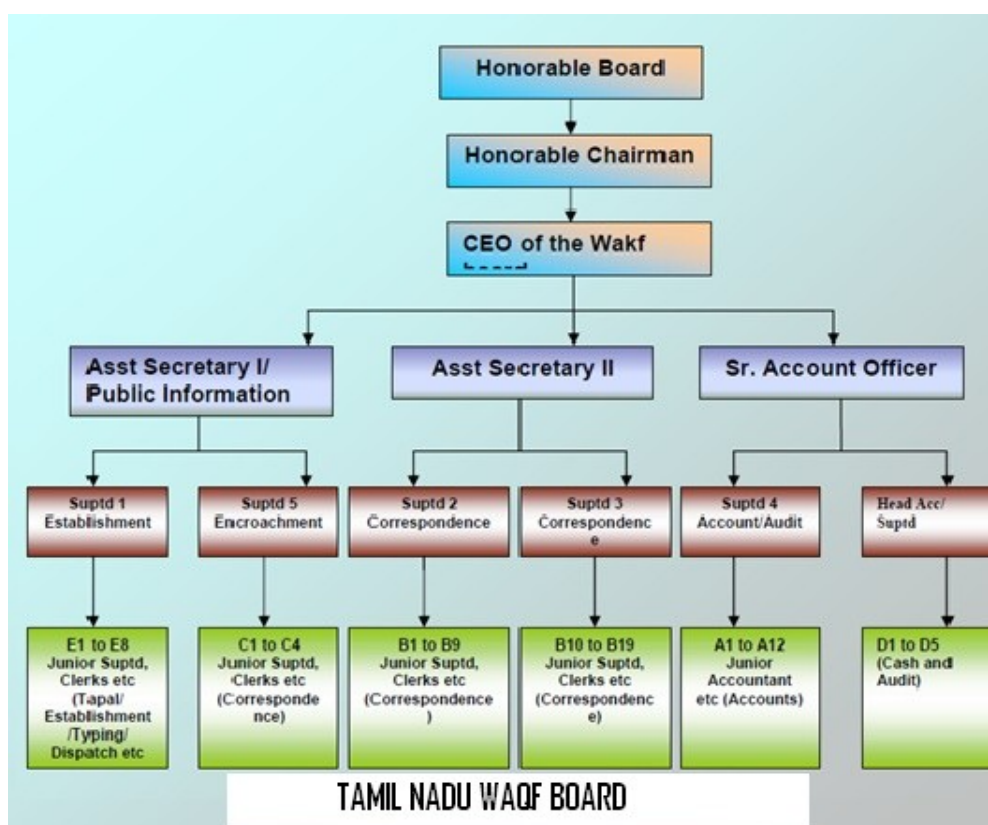 Honorable Board
Honorable Chairman
CEO of the Wakf
Asst Secretary I/
Public Information
Asst Secretary II
Sr. Account Officer
Suptd 1
Establishment
Suptd 5
Encroachment
Suptd 2
Correspondence
Suptd 3
Correspondenc
e
Suptd 4
Account/Audit
Head Acc/
Suptd
E1 to E8
Junior Suptd,
Clerks etc
(Tapal/
Establishment
/Typing/
Dispatch etc
C1 to C4
Junior Suptd,
Clerks etc
(Corresponde
nce)
B1 to B9
Junior Suptd,
Clerks etc
(Correspondence
)
B10 to B19
Junior Suptd,
Clerks etc
(Correspondenc
e)
A1 to A12
Junior
Accountant
etc (Accounts)
D1 to D5
(Cash and
Audit)
TAMIL NADU WAQF BOARD